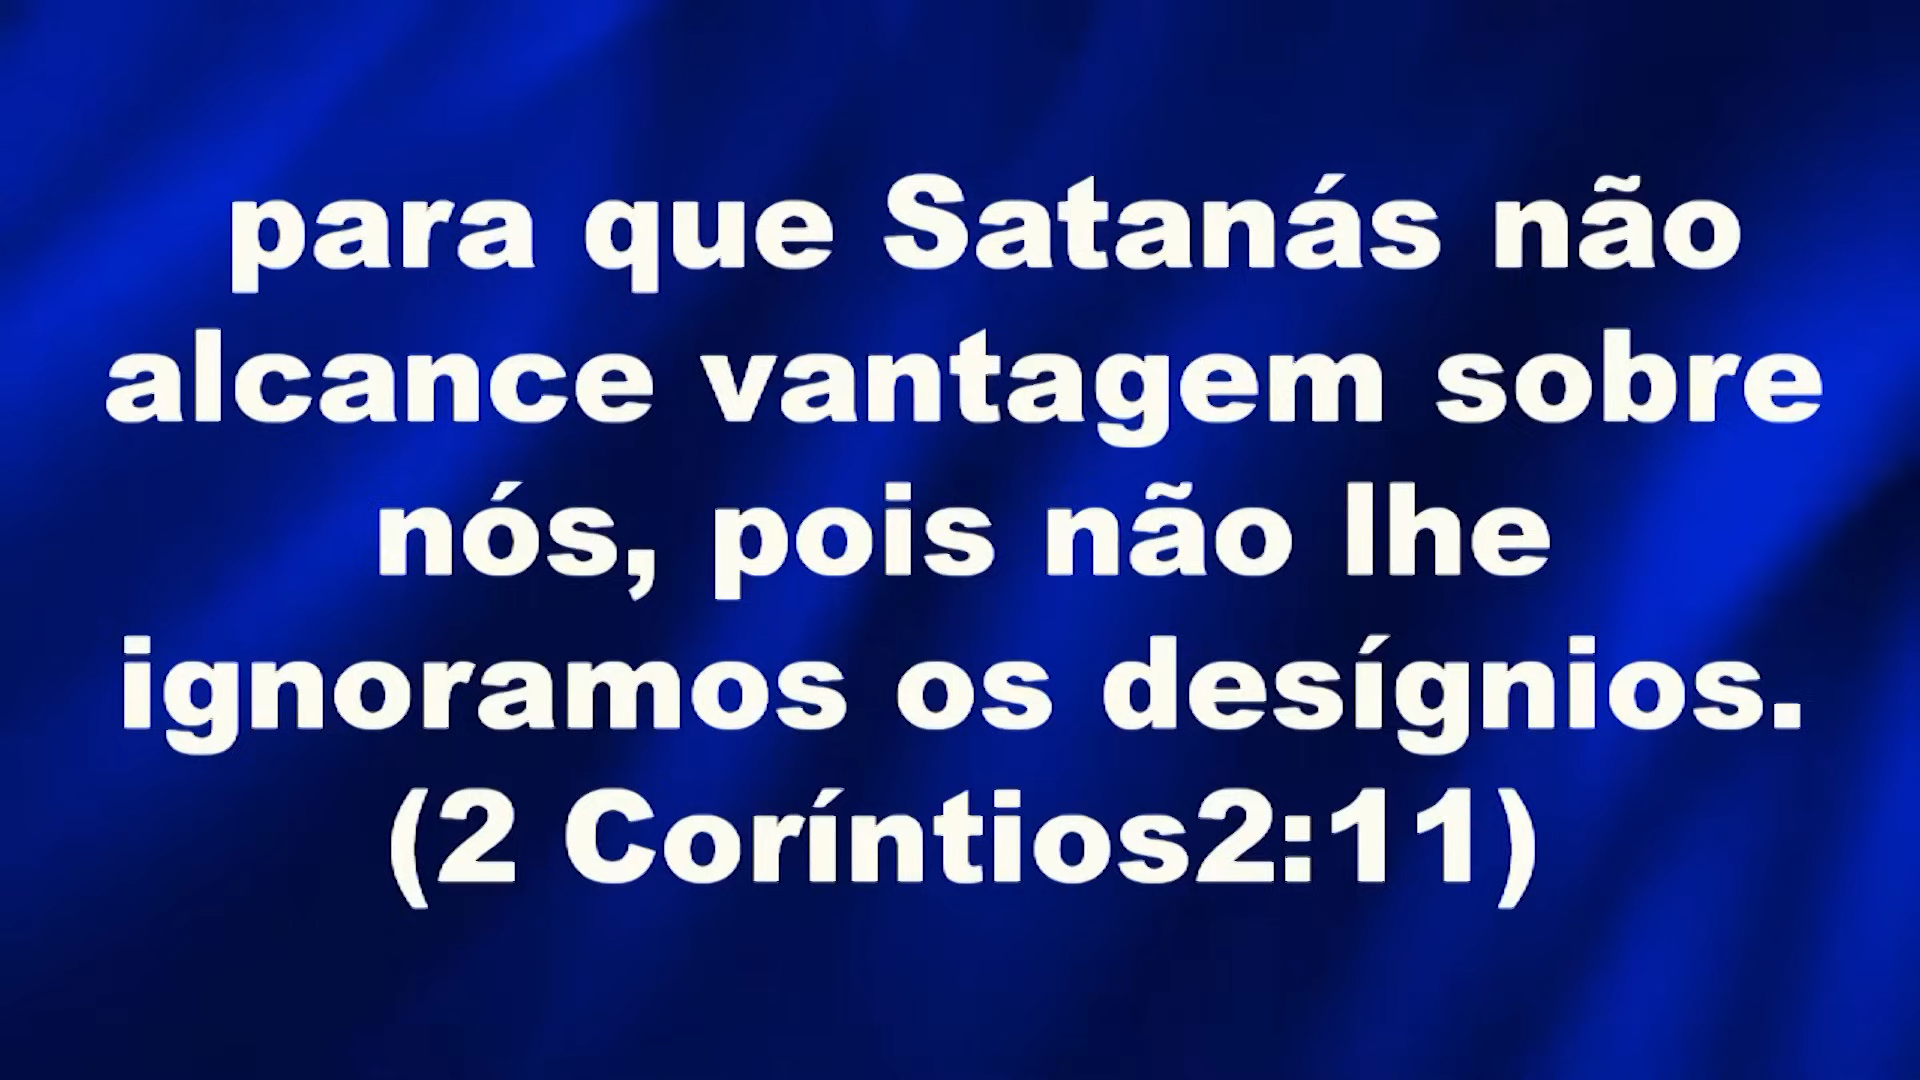 para que Satanás não
alcance vantagem sobre
nós, pois não lhe
ignoramos os desígnios.
(2 Coríntios2:11)